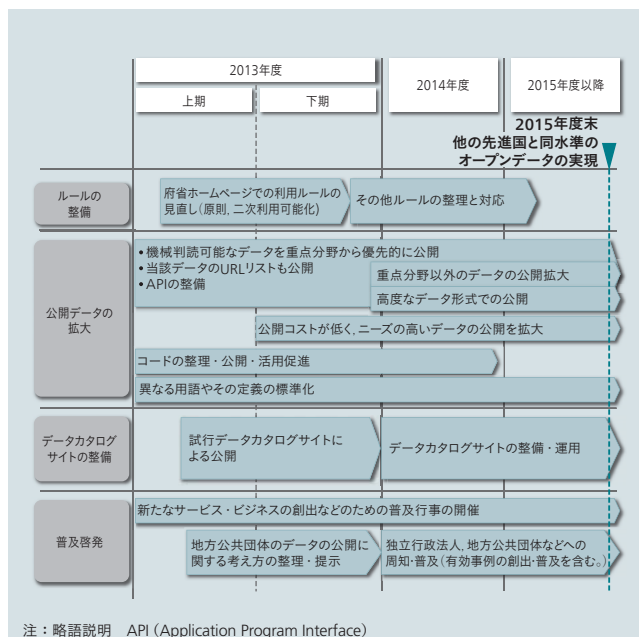 2013年度
2014年度
2015年度以降
上期
下期
2015年度末
他の先進国と同水準の
オープンデータの実現
ルールの
整備
府省ホームページでの利用ルールの
見直し(原則, 二次利用可能化)
その他ルールの整理と対応
公開データの
拡大
• 機械判読可能なデータを重点分野から優先的に公開
• 当該データのURLリストも公開
• APIの整備
重点分野以外のデータの公開拡大
高度なデータ形式での公開
公開コストが低く, ニーズの高いデータの公開を拡大
コードの整理・公開・活用促進
異なる用語やその定義の標準化
データカタログ
サイトの整備
試行データカタログサイトに
よる公開
データカタログサイトの整備・運用
普及啓発
新たなサービス・ビジネスの創出などのための普及行事の開催
地方公共団体のデータの公開に
関する考え方の整理・提示
独立行政法人, 地方公共団体などへの
周知・普及(有効事例の創出・普及を含む。)
注：略語説明 API (Application Program Interface)